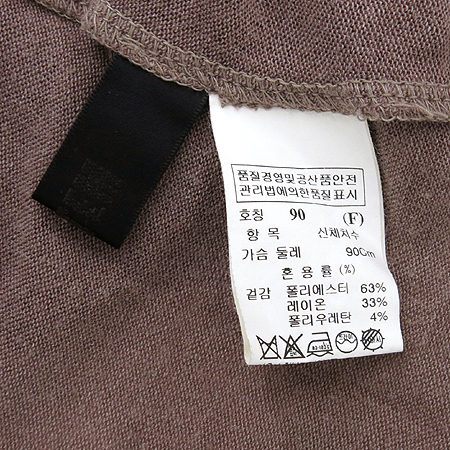 품질경영및공산품안전
관리법에의한품질표시
호칭 90 (F)
항 목 신체치수
가슴 둘레 90Cm
혼 용 률 (%)
겉감 폴리에스터 63%
레이온 33%
폴리우레탄 4%